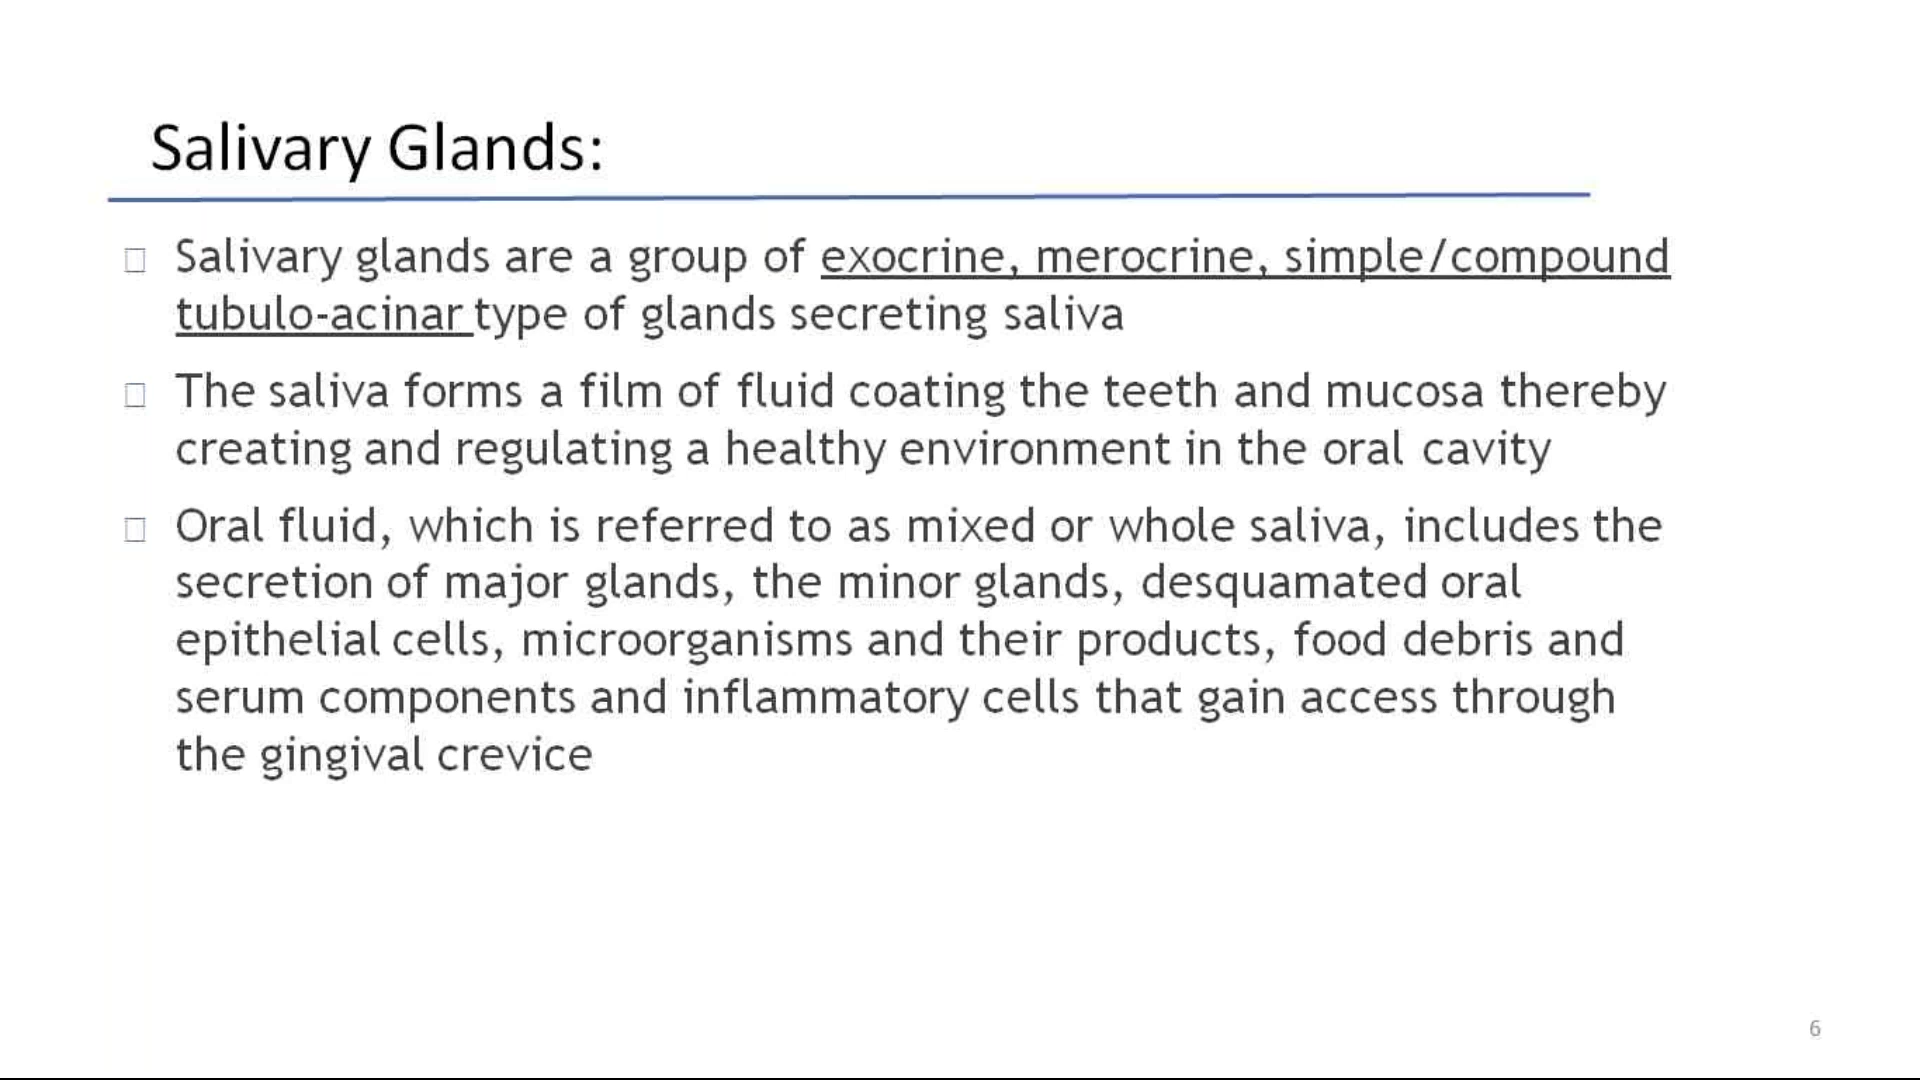 Salivary Glands:
Salivary glands are a group of exocrine, merocrine, simple/compound
tubulo-acinar type of glands secreting saliva
The saliva forms a film of fluid coating the teeth and mucosa thereby
creating and regulating a healthy environment in the oral cavity
Oral fluid, which is referred to as mixed or whole saliva, includes the
secretion of major glands, the minor glands, desquamated oral
epithelial cells, microorganisms and their products, food debris and
serum components and inflammatory cells that gain access through
the gingival crevice
6